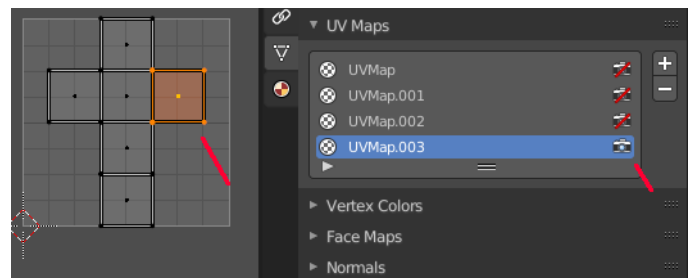 UV Maps
UVMap
UVMap.001
UVMap.002
UVMap.003
Vertex Colors
Face Maps
Normals